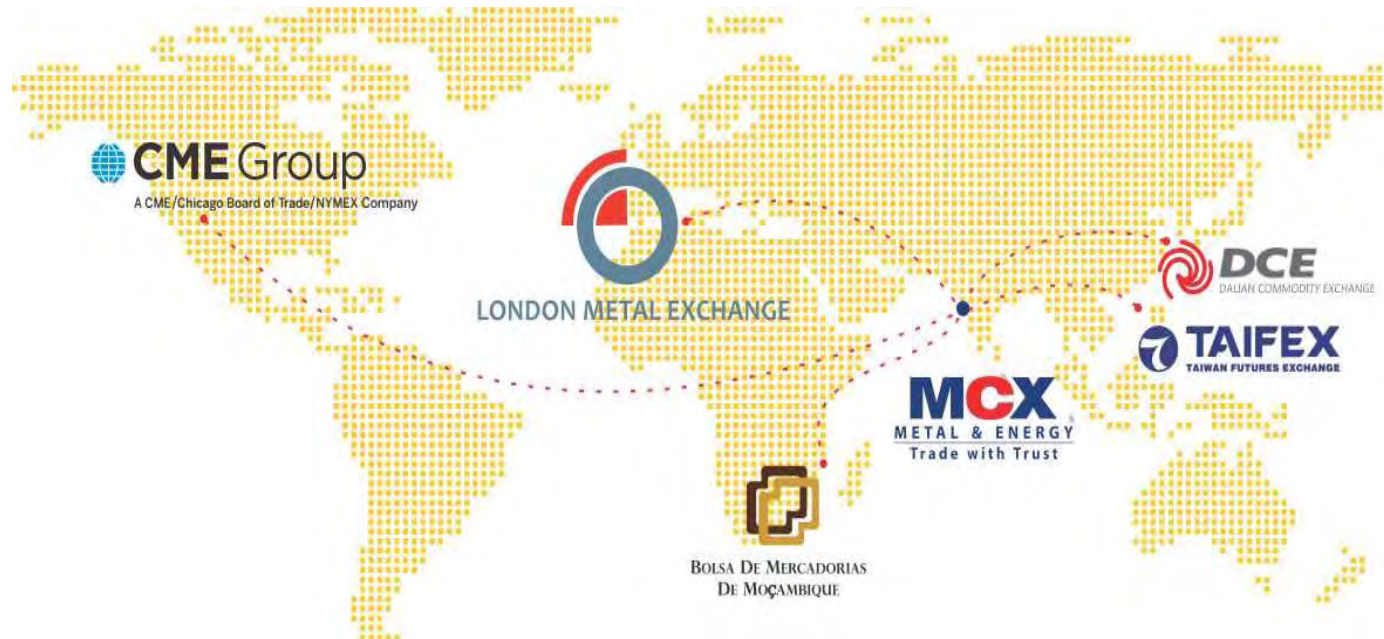 CME Group
A CME/Chicago Board of Trade/NYMEX Company
LONDON METAL EXCHANGE
DCE
DALIAN COMMODITY EXCHANGE
TAIFEX
TAIWAN FUTURES EXCHANGE
MCX
METAL & ENERGY
Trade with Trust
BOLSA DE MERCADORIAS
DE MOÇAMBIQUE